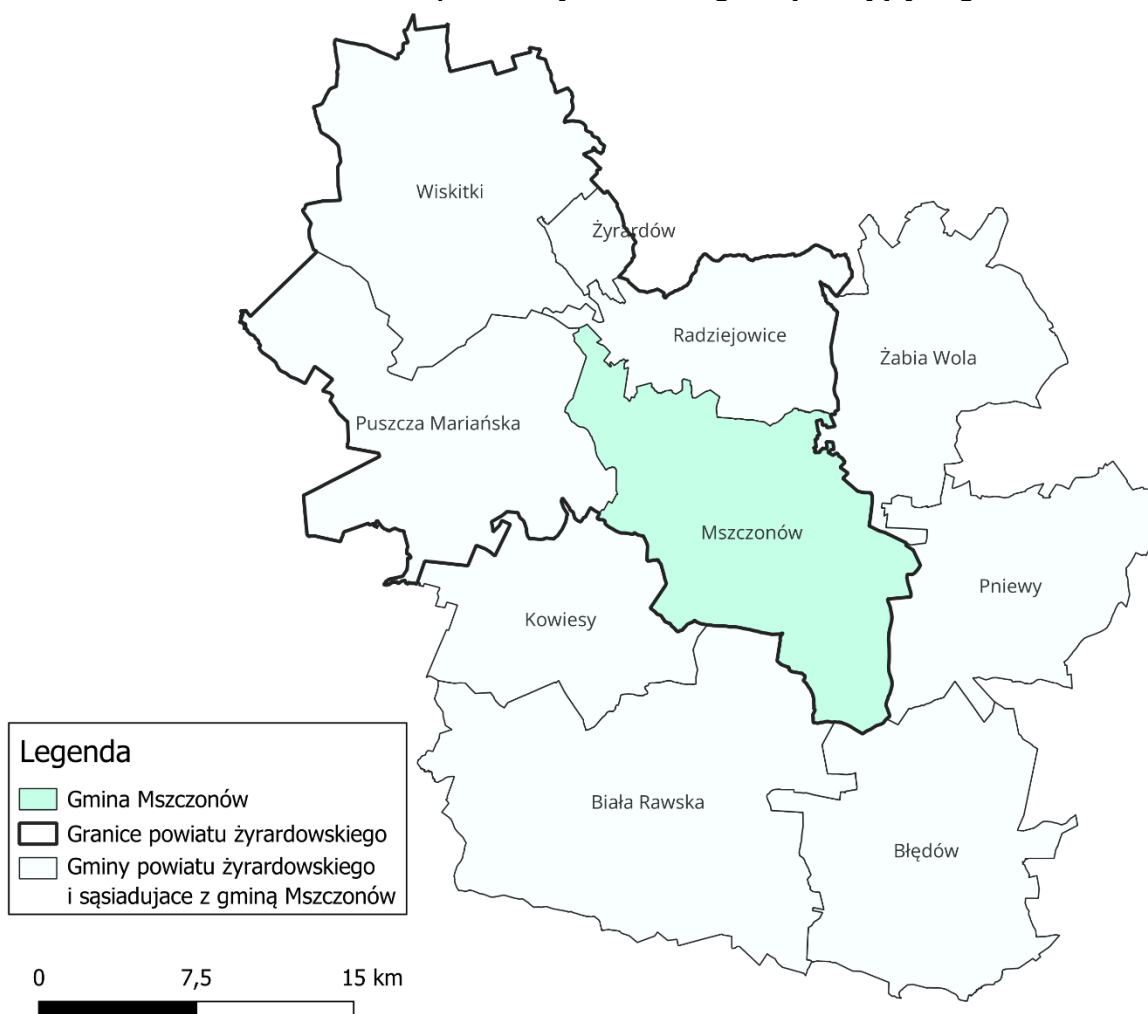 Wiskitki
Żyrardów
Radziejowice
Żabia Wola
Puszcza Mariańska
Mszczonów
Pniewy
Kowiesy
Biała Rawska
Błędów
Legenda
Gmina Mszczonów
Granice powiatu żyrardowskiego
Gminy powiatu żyrardowskiego
i sąsiadujace z gminą Mszczonów
0 7,5 15 km